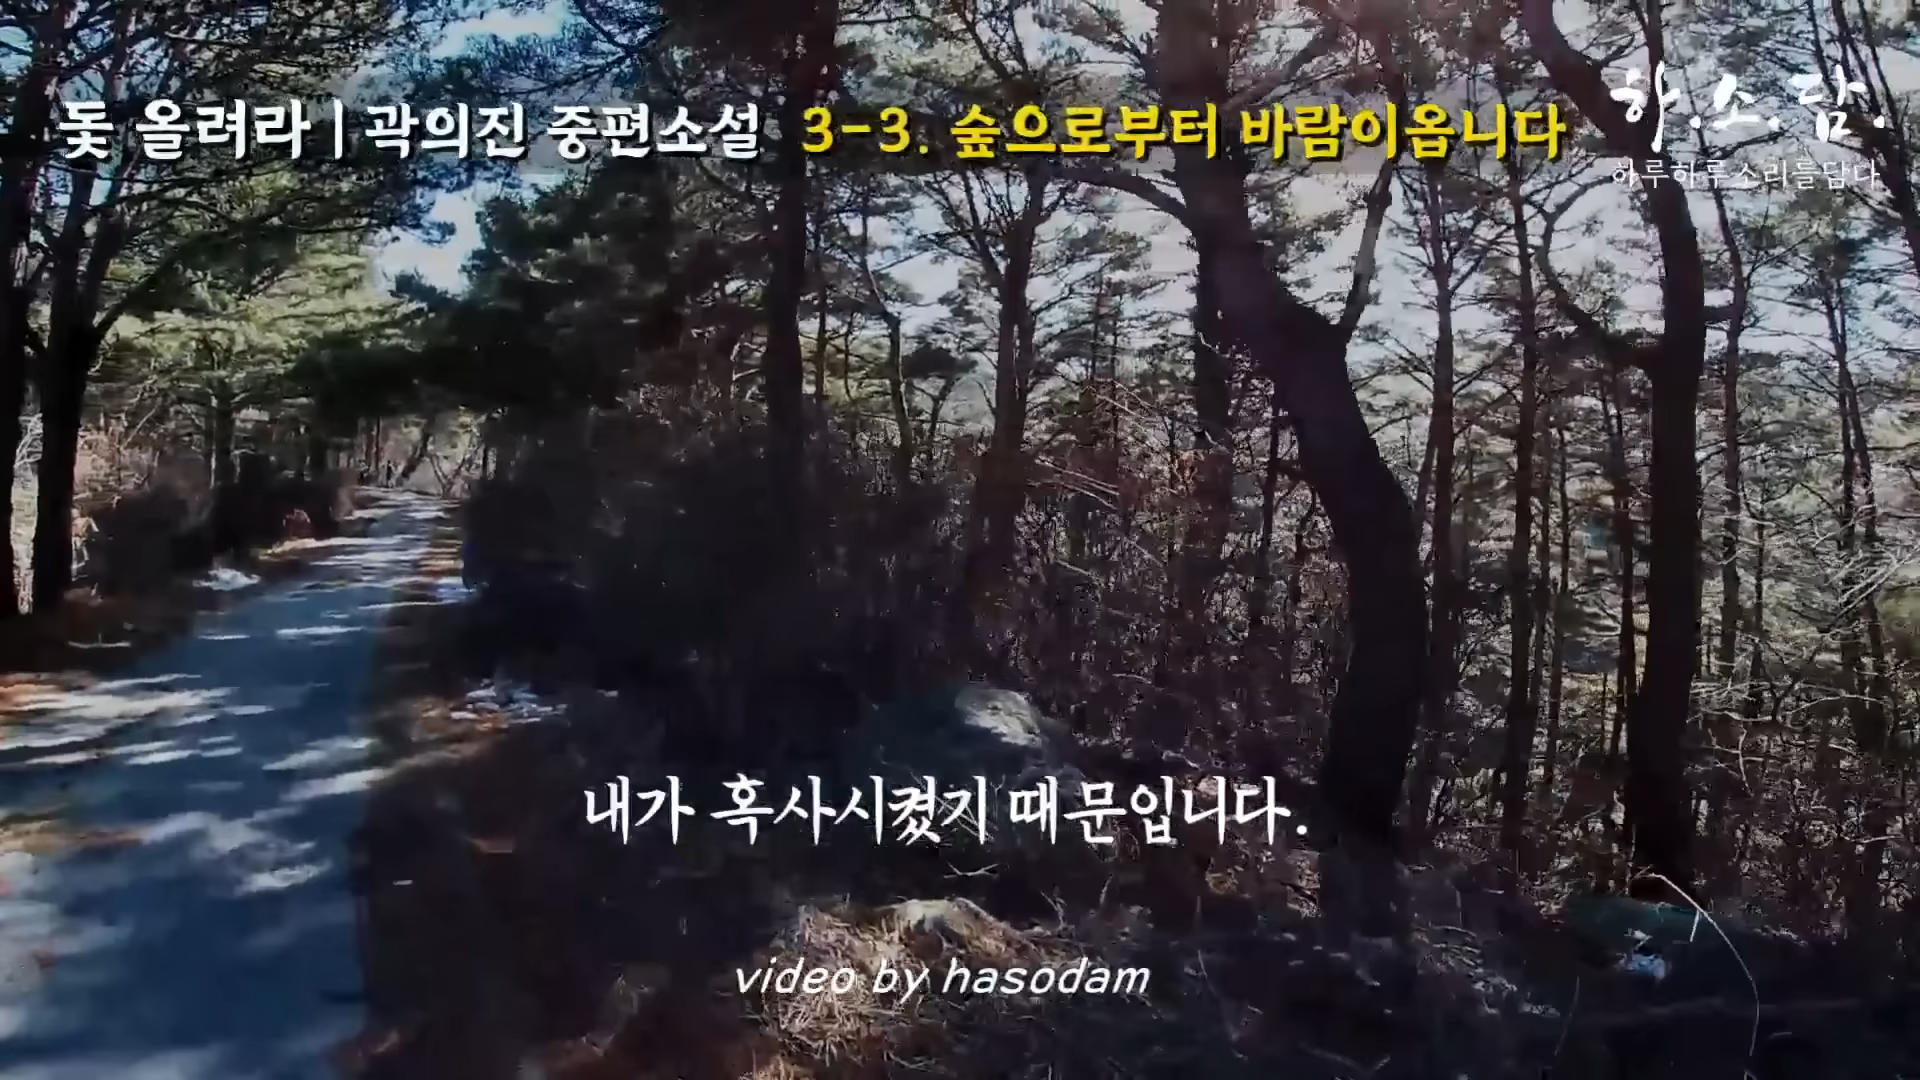 돛 올려라 | 곽의진 중편소설 3-3. 숲으로부터 바람이옵니다
하.소.담.
하루하루소리를담다
내가 혹사시켰기 때문입니다.
video by hasodam